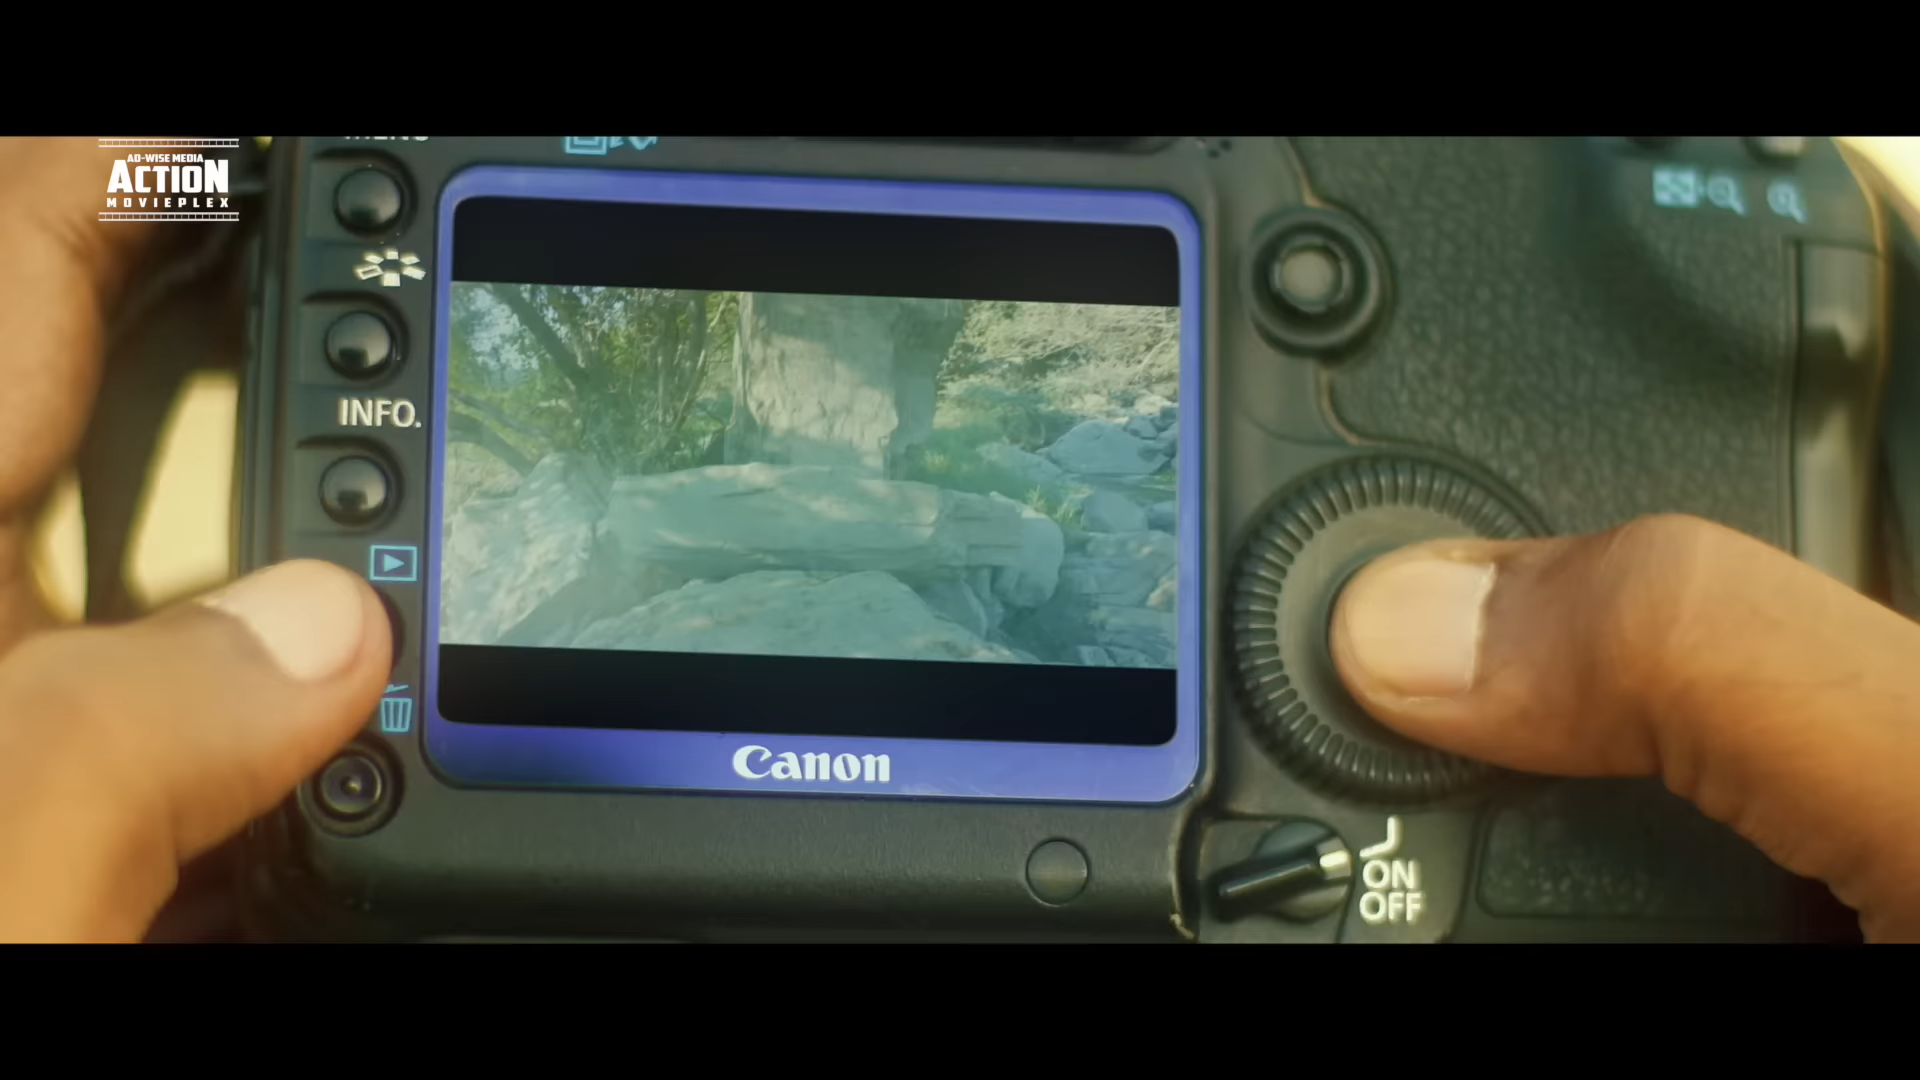 AD-WISE MEDIA
ACTION
MOVIEPLEX
INFO.
Canon
ON
OFF